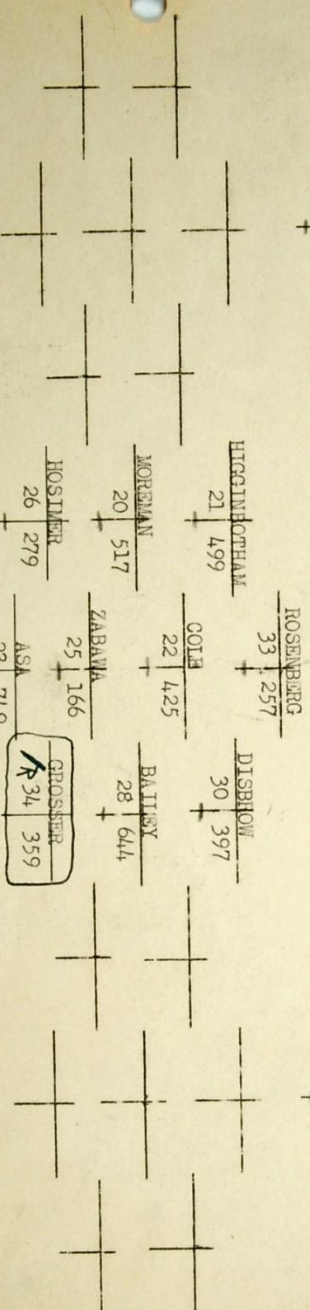 ROSENBERG
33 257
HIGGINBOTHAM
21 499
DISBROW
30 397
COLE
22 425
MOREMAN
20 517
BAILEY
28 644
ZABAWA
25 166
26 279
GROSSER
R 34 359
ASA